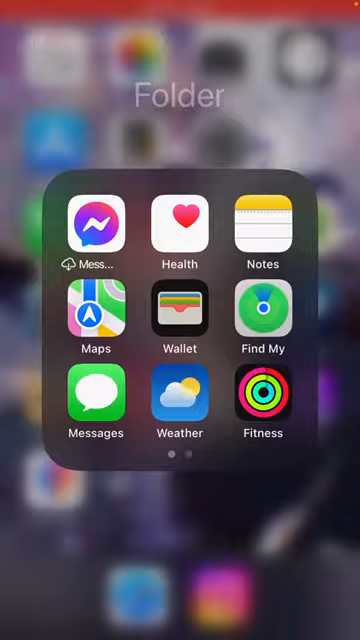 Folder
Mess...
Health
Notes
Maps
Wallet
Find My
Messages
Weather
Fitness